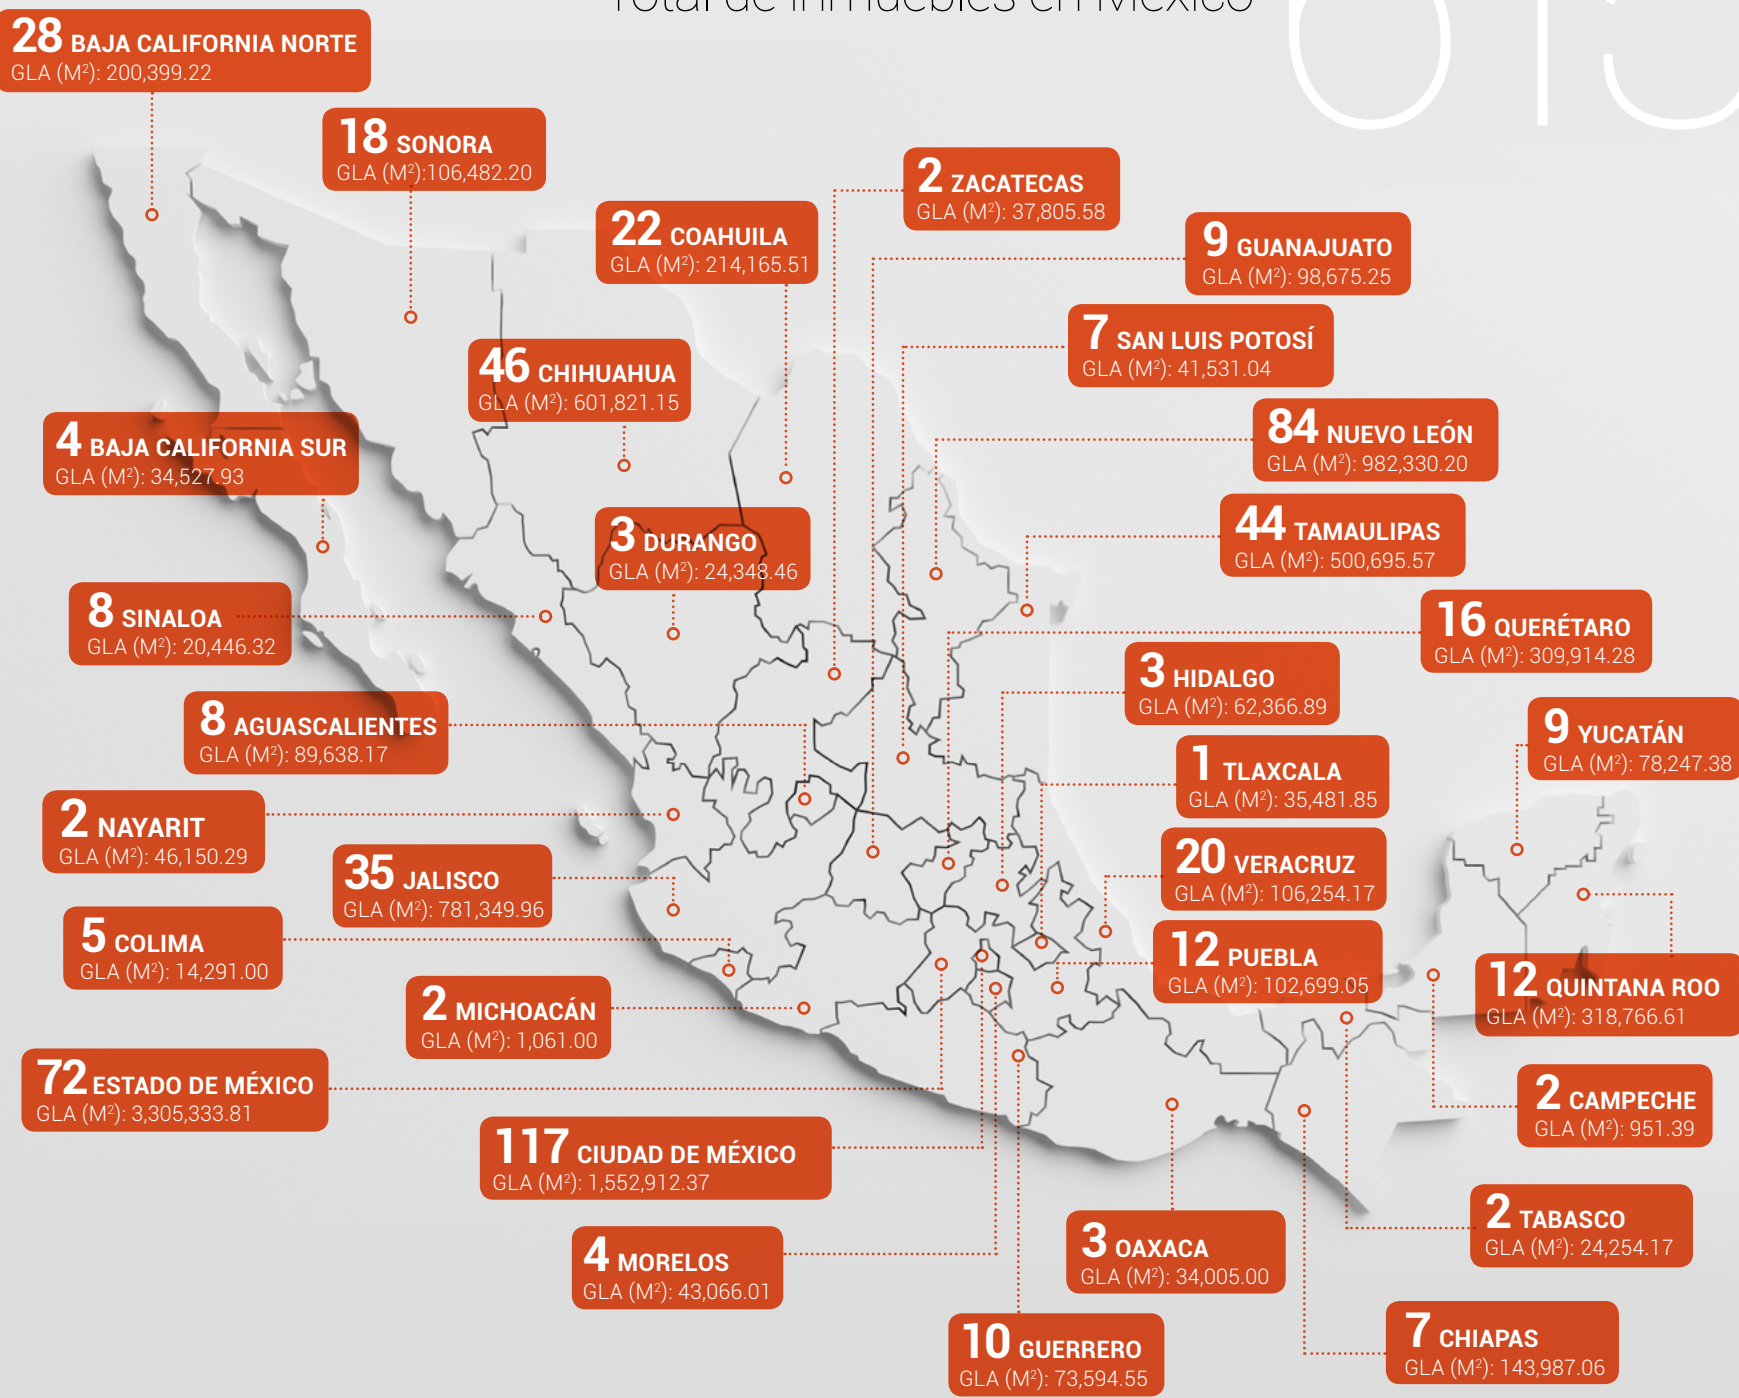 Total de inmuebles en México
28 BAJA CALIFORNIA NORTE
GLA (M²): 200,399.22
18 SONORA
GLA (M²):106,482.20
2 ZACATECAS
GLA (M²): 37,805.58
22 COAHUILA
GLA (M²): 214,165.51
9 GUANAJUATO
GLA (M²): 98,675.25
7 SAN LUIS POTOSÍ
GLA (M²): 41,531.04
46 CHIHUAHUA
GLA (M²): 601,821.15
84 NUEVO LEÓN
GLA (M²): 982,330.20
4 BAJA CALIFORNIA SUR
GLA (M²): 34,527.93
44 TAMAULIPAS
GLA (M²): 500,695.57
3 DURANGO
GLA (M²): 24,348.46
8 SINALOA
GLA (M²): 20,446.32
16 QUERÉTARO
GLA (M²): 309,914.28
3 HIDALGO
GLA (M²): 62,366.89
8 AGUASCALIENTES
GLA (M²): 89,638.17
9 YUCATÁN
GLA (M²): 78,247.38
1 TLAXCALA
GLA (M²): 35,481.85
2 NAYARIT
GLA (M²): 46,150.29
20 VERACRUZ
GLA (M²): 106,254.17
35 JALISCO
GLA (M²): 781,349.96
5 COLIMA
GLA (M²): 14,291.00
12 PUEBLA
GLA (M²): 102,699.05
12 QUINTANA ROO
GLA (M²): 318,766.61
2 MICHOACÁN
GLA (M²): 1,061.00
72 ESTADO DE MÉXICO
GLA (M²): 3,305,333.81
2 CAMPECHE
GLA (M²): 951.39
117 CIUDAD DE MÉXICO
GLA (M²): 1,552,912.37
2 TABASCO
GLA (M²): 24,254.17
3 OAXACA
GLA (M²): 34,005.00
4 MORELOS
GLA (M²): 43,066.01
7 CHIAPAS
GLA (M²): 143,987.06
10 GUERRERO
GLA (M²): 73,594.55